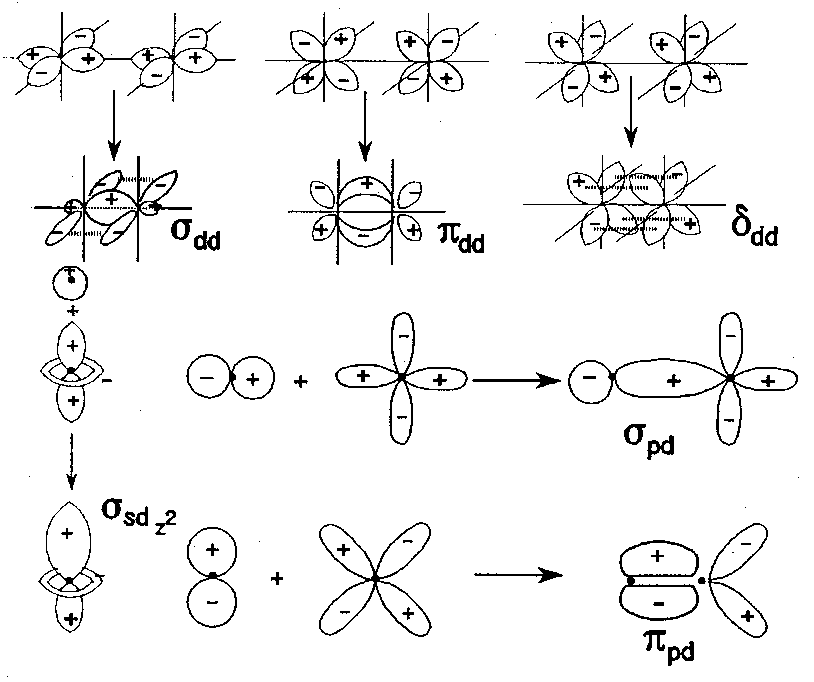 − − − + + − + − + −
+ + + +
− − + − − + − + − +
− − − + − + −
+ +
− − + − + − +
σdd πdd δdd
+
+
+ − −
− − + + + + − + +
+ − −
σpd
σsd z²
+ + + − + −
− +
+ − − + − +
πpd